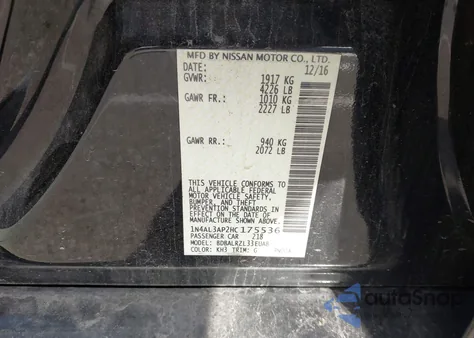 MFD BY NISSAN MOTOR CO., LTD.
DATE: 12/16
GVWR: 1917 KG
4226 LB
GAWR FR.: 1010 KG
2227 LB
GAWR RR.: 940 KG
2072 LB
THIS VEHICLE CONFORMS TO
ALL APPLICABLE FEDERAL
MOTOR VEHICLE SAFETY,
BUMPER, AND THEFT
PREVENTION STANDARDS
IN EFFECT ON THE DATE OF
MANUFACTURE SHOWN ABOVE.
1N4AL3AP2HC175536
PASSENGER CAR 218
MODEL: BDBALRZL33EUAB
COLOR: KH3 TRIM: G
autoSnap